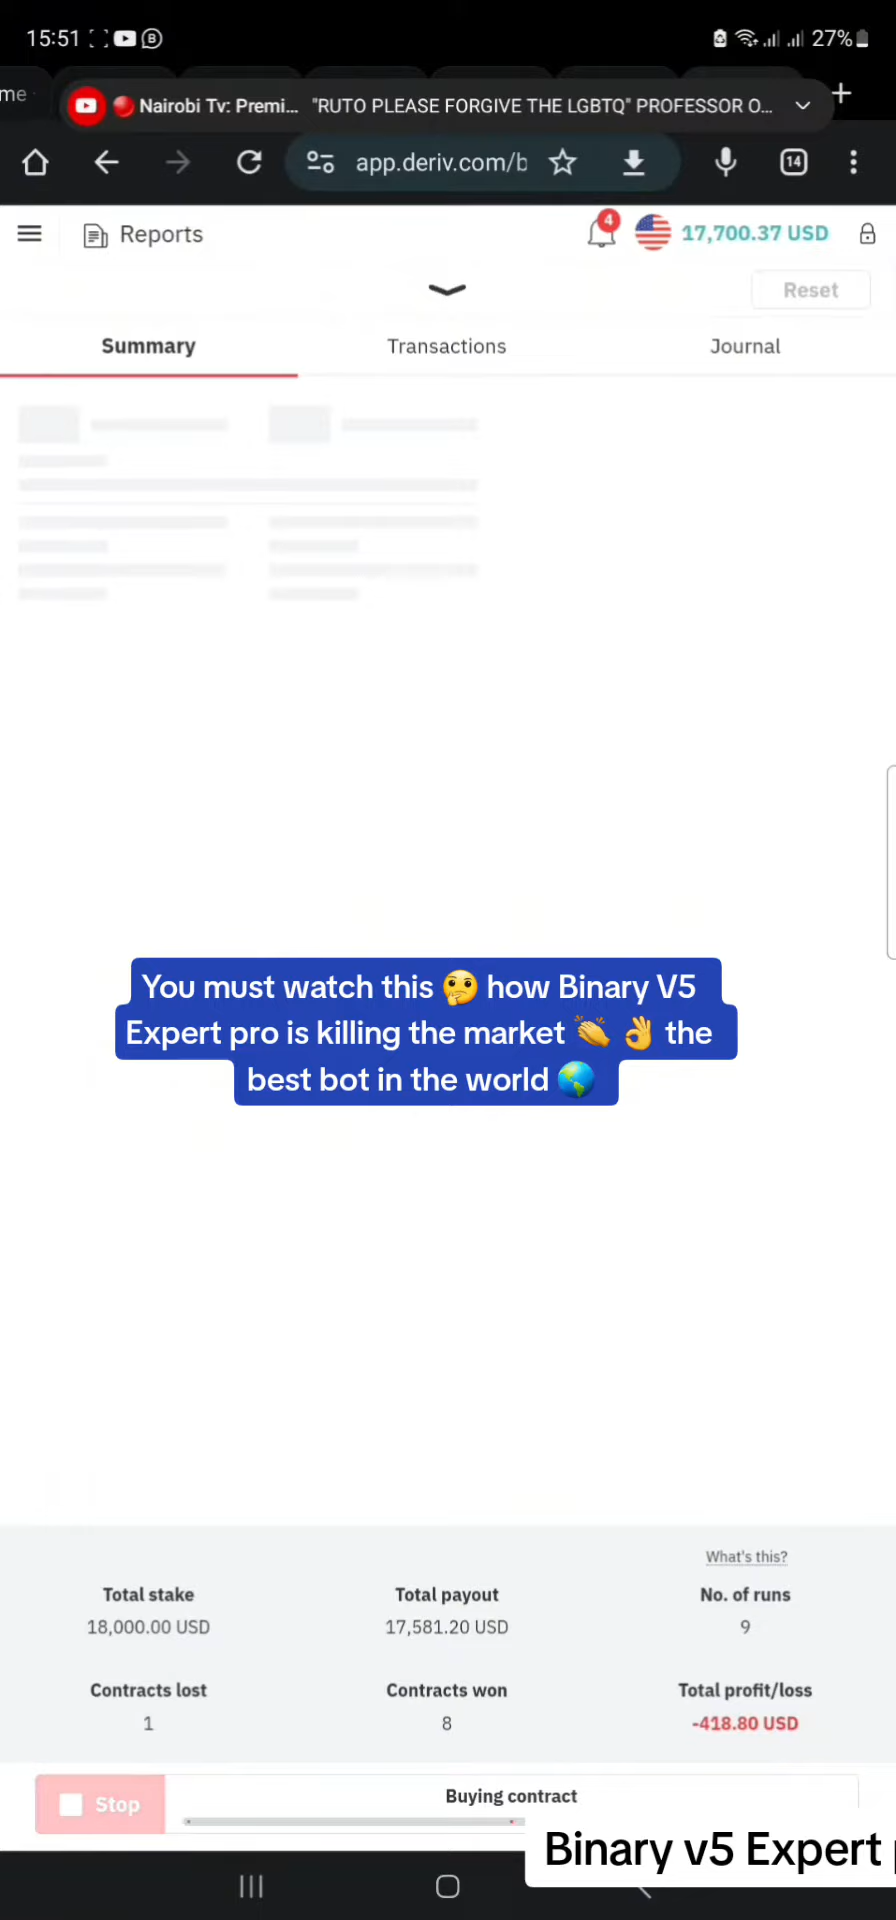 15:51
27%
me
Nairobi Tv: Premi... "RUTO PLEASE FORGIVE THE LGBTQ" PROFESSOR O...
app.deriv.com/b
14
Reports
4
17,700.37 USD
Reset
Summary Transactions Journal
You must watch this 🤔 how Binary V5
Expert pro is killing the market 👏 👌 the
best bot in the world 🌎
What's this?
Total stake Total payout No. of runs
18,000.00 USD 17,581.20 USD 9
Contracts lost Contracts won Total profit/loss
1 8 -418.80 USD
Stop
Buying contract
Binary v5 Expert